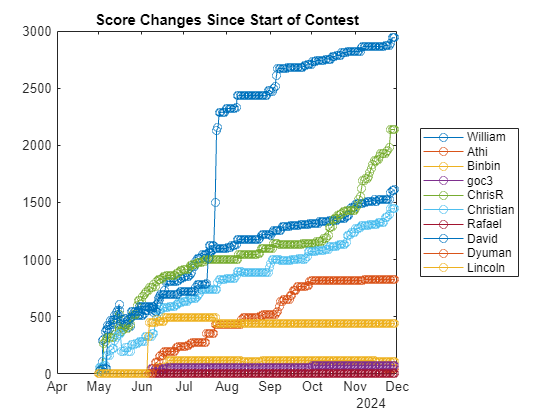 Score Changes Since Start of Contest
3000
2500
2000
1500
1000
500
0
Apr May Jun Jul Aug Sep Oct Nov Dec
2024
William
Athi
Binbin
goc3
ChrisR
Christian
Rafael
David
Dyuman
Lincoln